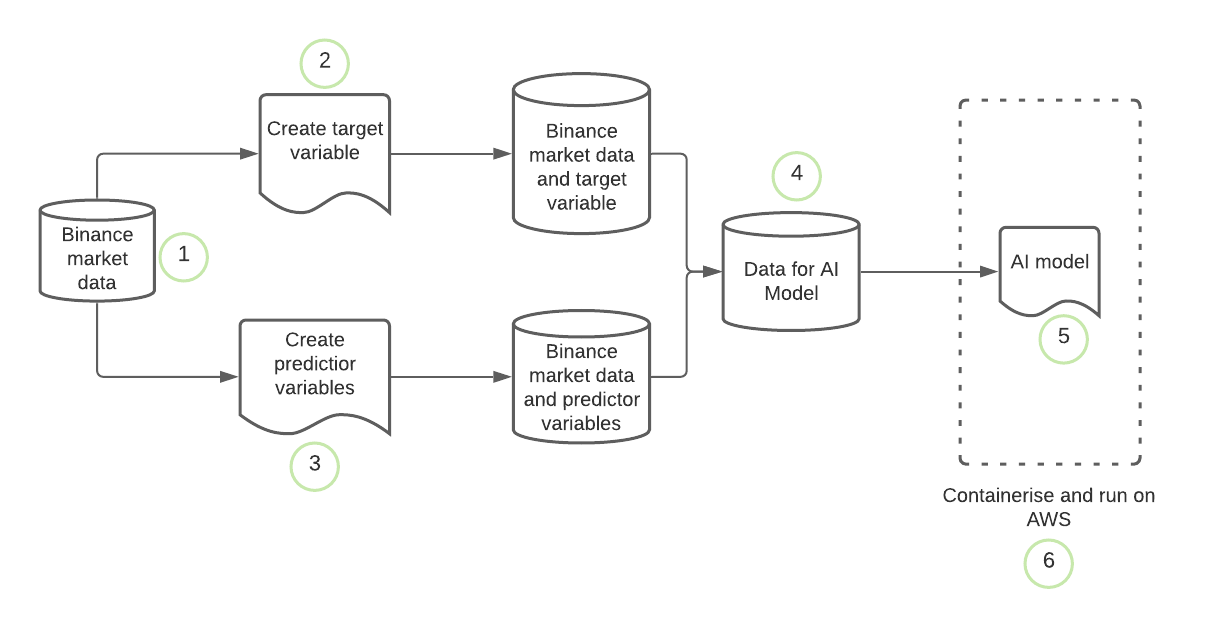 2
Create target
variable
Binance
market data
and target
variable
Binance
market
data
1
4
Data for AI
Model
AI model
5
Create
predictior
variables
3
Binance
market data
and predictor
variables
Containerise and run on
AWS
6